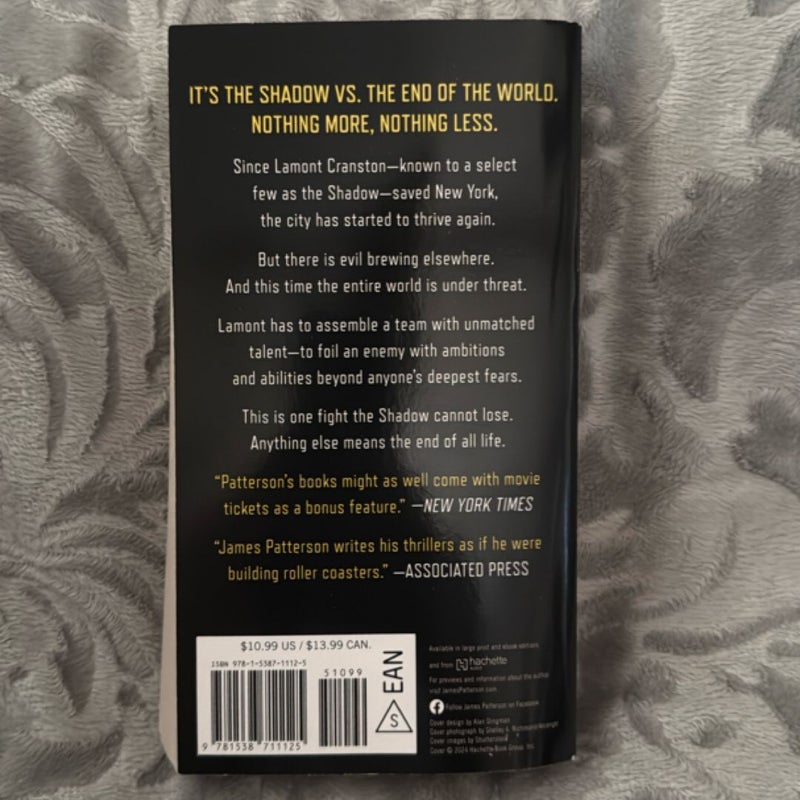 IT'S THE SHADOW VS. THE END OF THE WORLD.
NOTHING MORE, NOTHING LESS.
Since Lamont Cranston—known to a select
few as the Shadow—saved New York,
the city has started to thrive again.
But there is evil brewing elsewhere.
And this time the entire world is under threat.
Lamont has to assemble a team with unmatched
talent—to foil an enemy with ambitions
and abilities beyond anyone's deepest fears.
This is one fight the Shadow cannot lose.
Anything else means the end of all life.
“Patterson's books might as well come with movie
tickets as a bonus feature.” —NEW YORK TIMES
“James Patterson writes his thrillers as if he were
building roller coasters.” —ASSOCIATED PRESS
$10.99 US / $13.99 CAN.
ISBN 978-1-5387-1112-5
51099
EAN
S
9 781538 711125
Available in large print and ebook editions
and from hachette
For previews and information about the author
visit JamesPatterson.com
Follow James Patterson on Facebook
Cover design by Alan Dingman
Cover photograph by Shelley
Cover images by Shutterstock
Cover © 2024 Hachette Book Group, Inc.